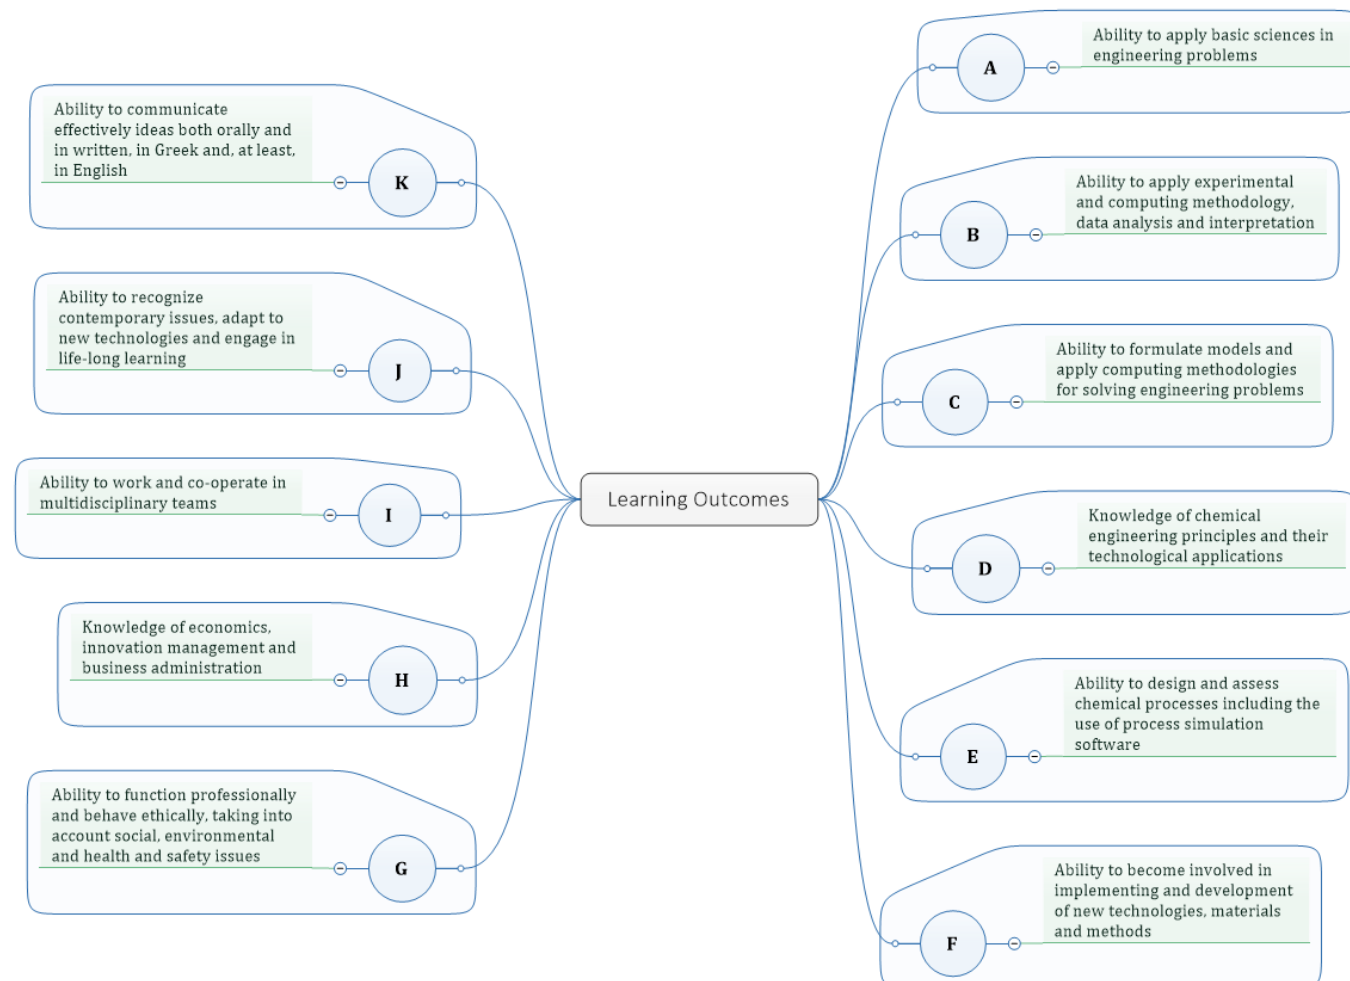 Learning Outcomes
A
Ability to apply basic sciences in
engineering problems
B
Ability to apply experimental
and computing methodology,
data analysis and interpretation
C
Ability to formulate models and
apply computing methodologies
for solving engineering problems
D
Knowledge of chemical
engineering principles and their
technological applications
E
Ability to design and assess
chemical processes including the
use of process simulation
software
F
Ability to become involved in
implementing and development
of new technologies, materials
and methods
G
Ability to function professionally
and behave ethically, taking into
account social, environmental
and health and safety issues
H
Knowledge of economics,
innovation management and
business administration
I
Ability to work and co-operate in
multidisciplinary teams
J
Ability to recognize
contemporary issues, adapt to
new technologies and engage in
life-long learning
K
Ability to communicate
effectively ideas both orally and
in written, in Greek and, at least,
in English